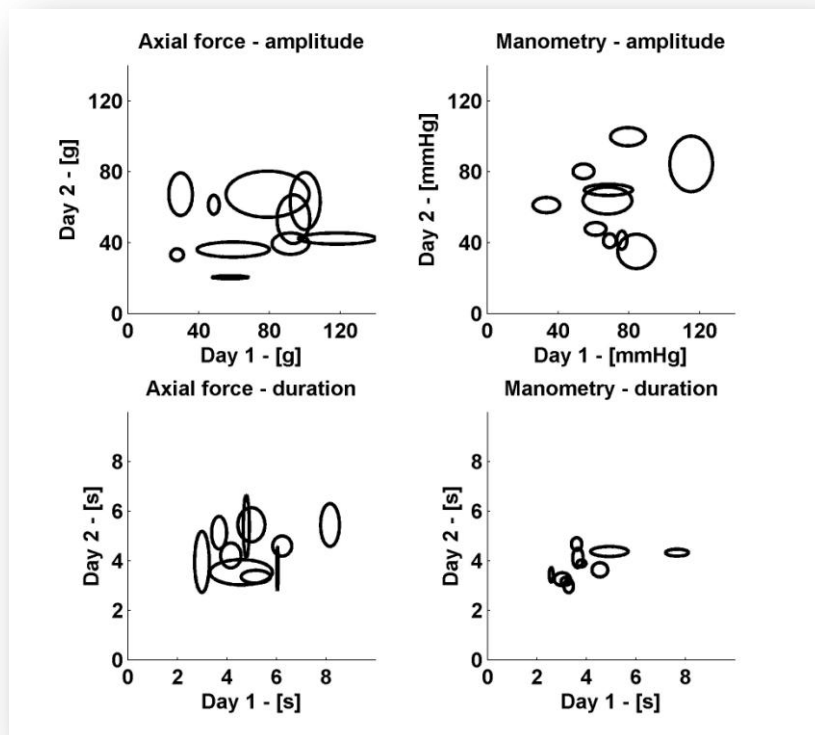 Axial force - amplitude
Manometry - amplitude
120
80
40
0
Day 2 - [g]
0 40 80 120
Day 1 - [g]
120
80
40
0
Day 2 - [mmHg]
0 40 80 120
Day 1 - [mmHg]
Axial force - duration
Manometry - duration
8
6
4
2
0
Day 2 - [s]
0 2 4 6 8
Day 1 - [s]
8
6
4
2
0
Day 2 - [s]
0 2 4 6 8
Day 1 - [s]